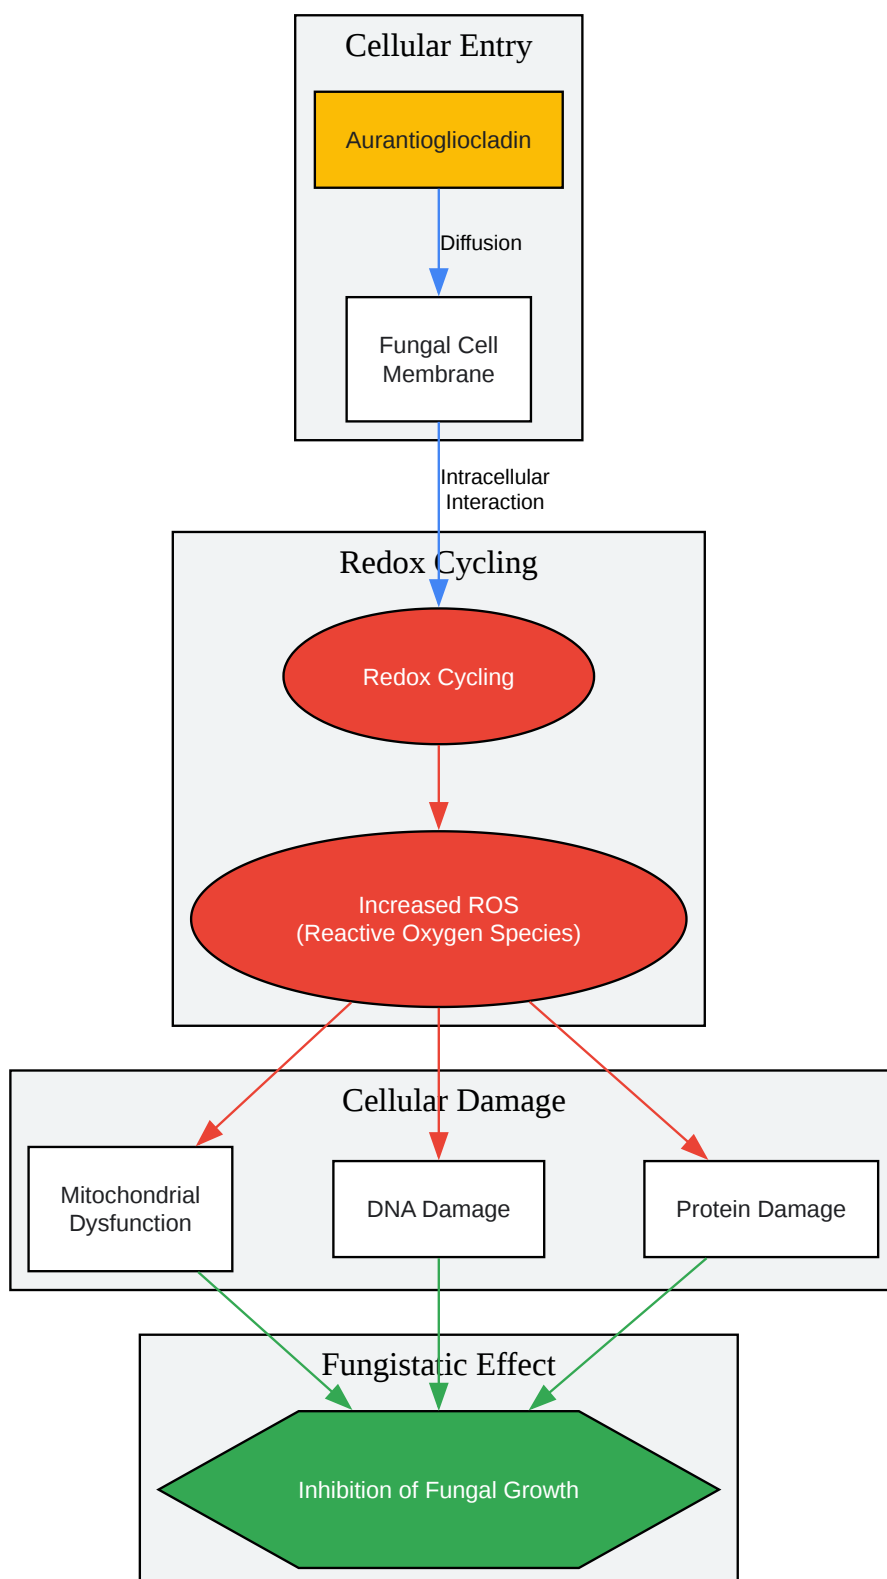 Cellular Entry
Aurantiogliocladin
Diffusion
Fungal Cell
Membrane
Intracellular
Interaction
Redox Cycling
Redox Cycling
Increased ROS
(Reactive Oxygen Species)
Cellular Damage
Mitochondrial
Dysfunction
DNA Damage
Protein Damage
Fungistatic Effect
Inhibition of Fungal Growth